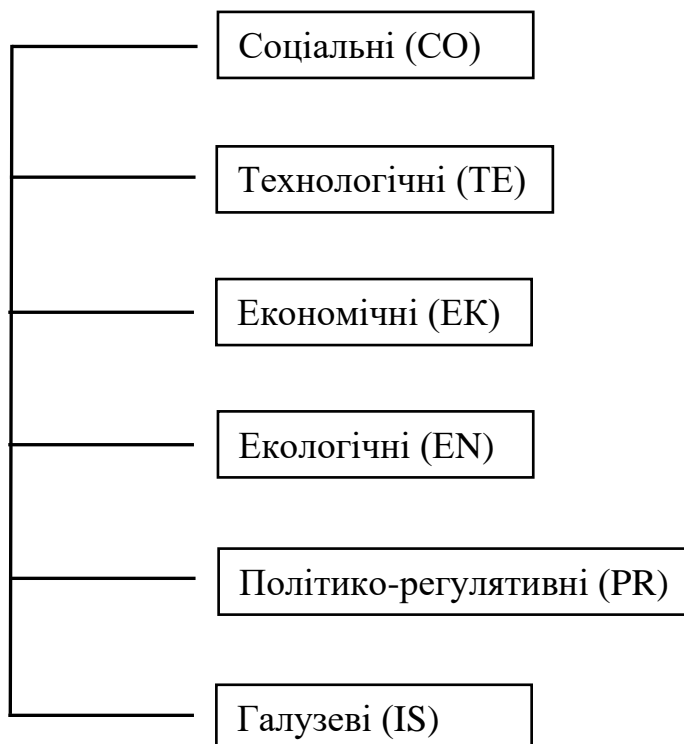 Соціальні (СО)
Технологічні (ТЕ)
Економічні (ЕК)
Екологічні (EN)
Політико-регулятивні (PR)
Галузеві (IS)